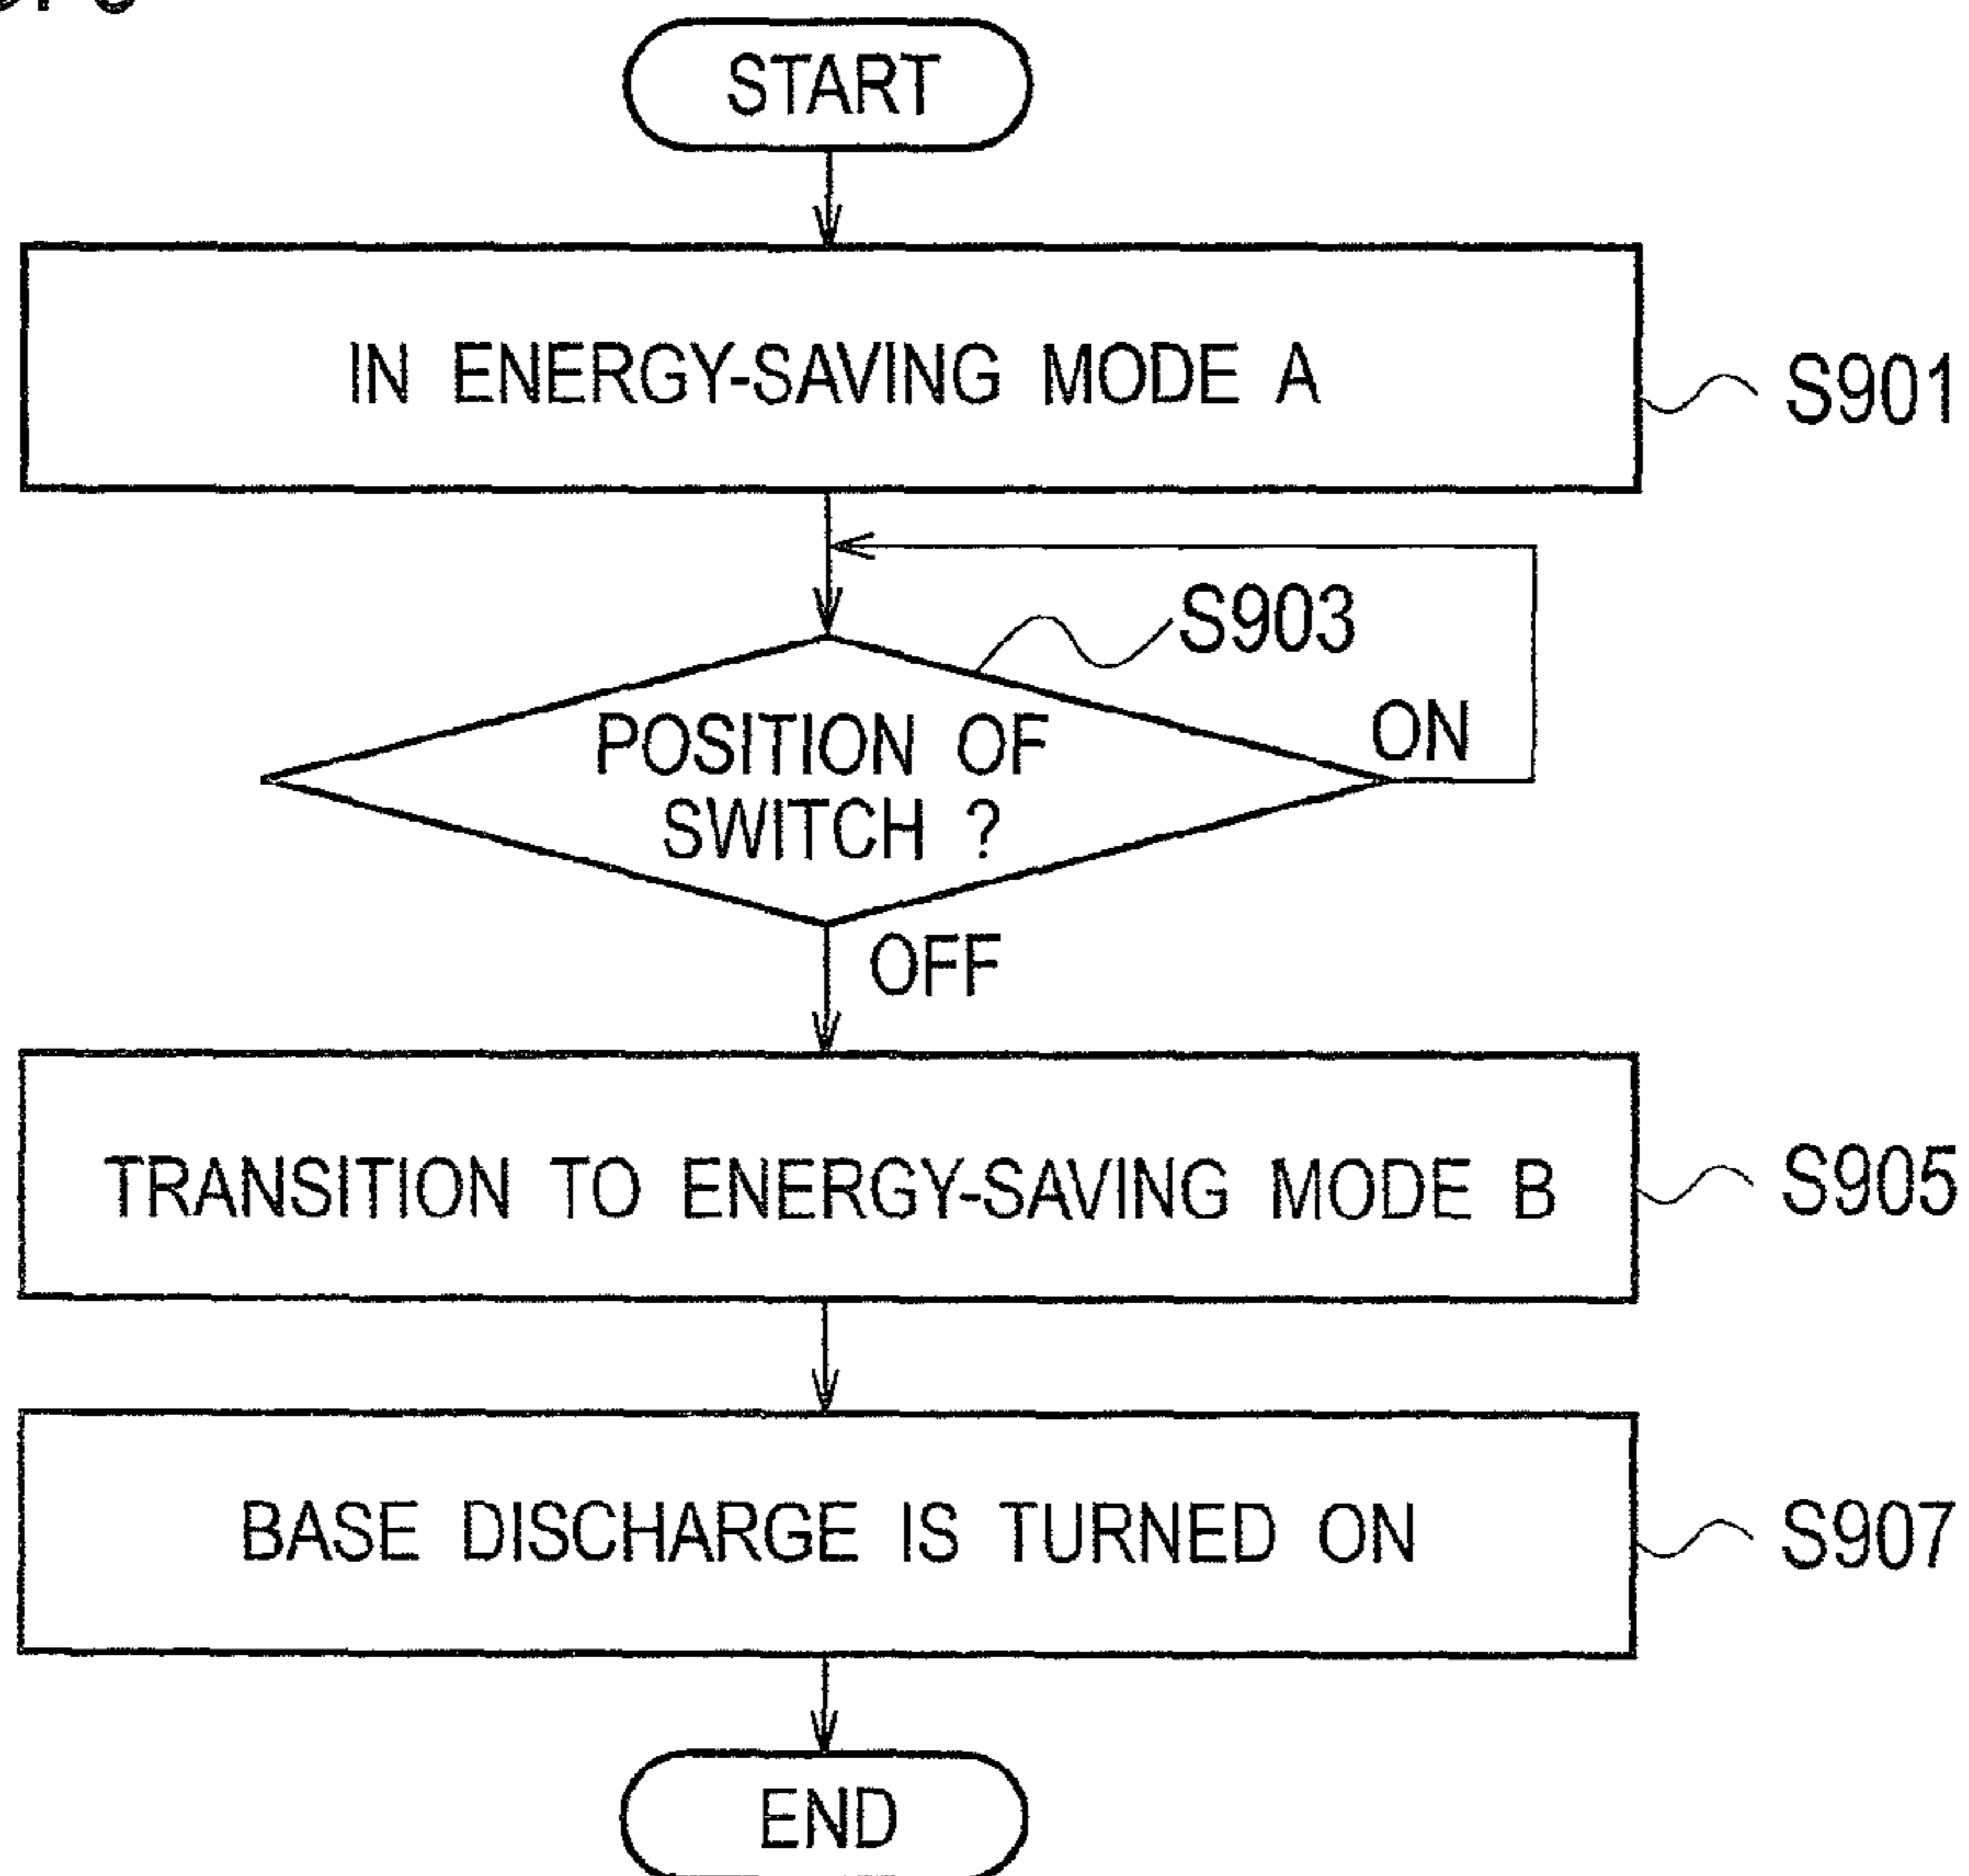 START
IN ENERGY-SAVING MODE A
S901
S903
POSITION OF
SWITCH ?
ON
OFF
TRANSITION TO ENERGY-SAVING MODE B
S905
BASE DISCHARGE IS TURNED ON
S907
END